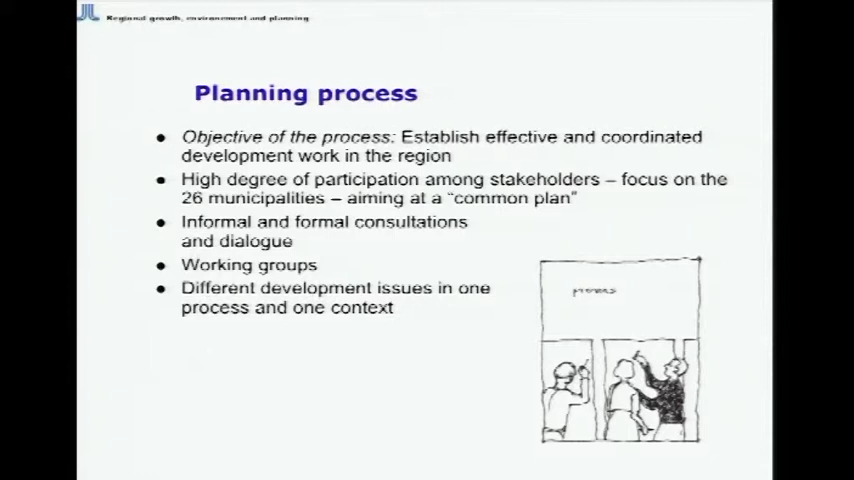 Regional growth, environement and planning
Planning process
● Objective of the process: Establish effective and coordinated
development work in the region
● High degree of participation among stakeholders – focus on the
26 municipalities – aiming at a “common plan”
● Informal and formal consultations
and dialogue
● Working groups
● Different development issues in one
process and one context